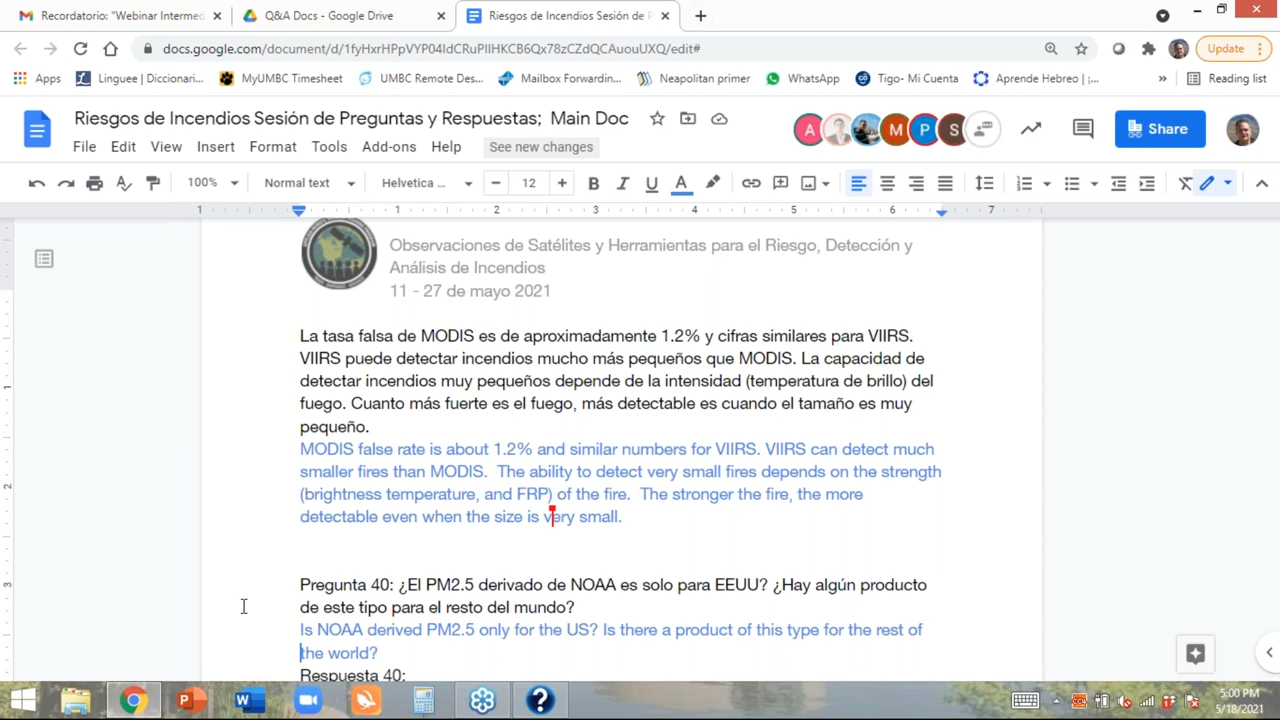 Recordatorio: "Webinar Intermed
Q&A Docs - Google Drive
Riesgos de Incendios Sesión de P
docs.google.com/document/d/1fyHxrHPpVYP04IdCRuPIIHKCB6Qx78zCZdQCAuouUXQ/edit#
Update
Apps
Linguee | Diccionari...
MyUMBC Timesheet
UMBC Remote Des...
Mailbox Forwardin...
Neapolitan primer
WhatsApp
Tigo- Mi Cuenta
Aprende Hebreo | ¡...
»
Reading list
Riesgos de Incendios Sesión de Preguntas y Respuestas; Main Doc
A M P S
Share
File Edit View Insert Format Tools Add-ons Help See new changes
100% Normal text Helvetica ... 12 B I U A
1 1 2 3 4 5 6 7
Observaciones de Satélites y Herramientas para el Riesgo, Detección y
Análisis de Incendios
11 - 27 de mayo 2021
La tasa falsa de MODIS es de aproximadamente 1.2% y cifras similares para VIIRS.
VIIRS puede detectar incendios mucho más pequeños que MODIS. La capacidad de
detectar incendios muy pequeños depende de la intensidad (temperatura de brillo) del
fuego. Cuanto más fuerte es el fuego, más detectable es cuando el tamaño es muy
pequeño.
MODIS false rate is about 1.2% and similar numbers for VIIRS. VIIRS can detect much
smaller fires than MODIS. The ability to detect very small fires depends on the strength
(brightness temperature, and FRP) of the fire. The stronger the fire, the more
detectable even when the size is very small.
Pregunta 40: ¿El PM2.5 derivado de NOAA es solo para EEUU? ¿Hay algún producto
de este tipo para el resto del mundo?
Is NOAA derived PM2.5 only for the US? Is there a product of this type for the rest of
the world?
Respuesta 40:
1
2
3
5:00 PM
5/18/2021